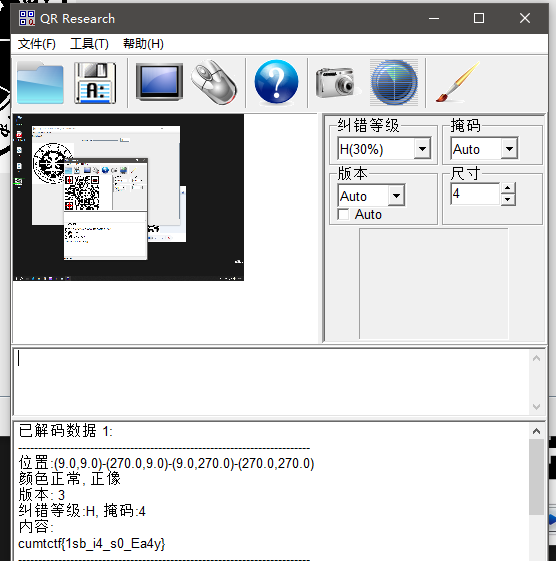 QR Research
文件(F) 工具(T) 帮助(H)
纠错等级 掩码
H(30%) Auto
版本 尺寸
Auto 4
Auto
已解码数据 1:
-------------------------------------------------------------------------
位置:(9.0,9.0)-(270.0,9.0)-(9.0,270.0)-(270.0,270.0)
颜色正常, 正像
版本: 3
纠错等级:H, 掩码:4
内容:
cumtctf{1sb_i4_s0_Ea4y}
-------------------------------------------------------------------------